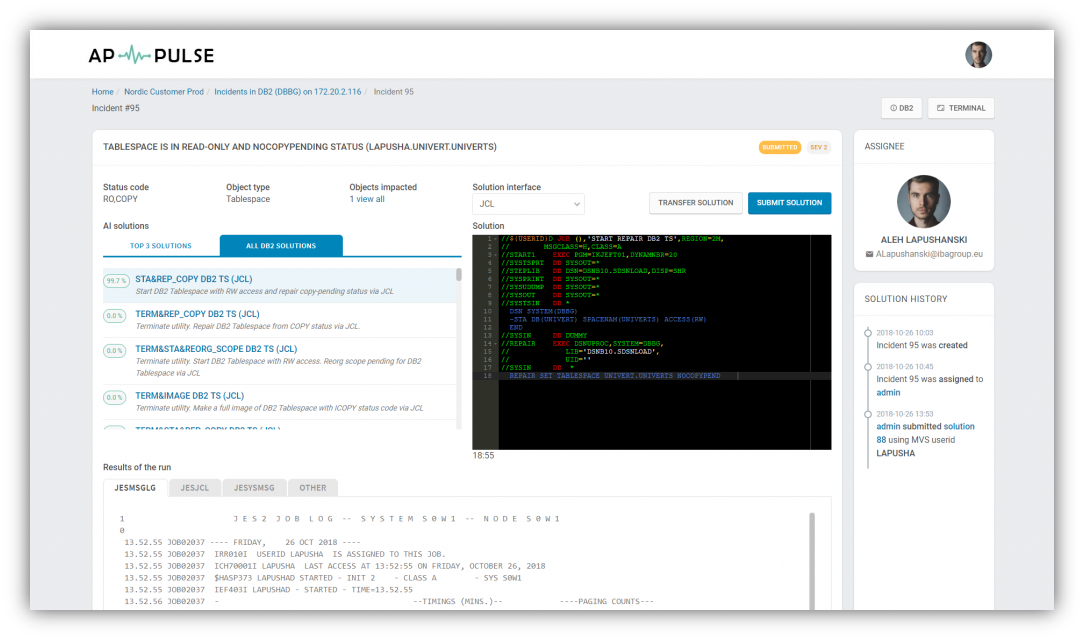 AP PULSE
Home / Nordic Customer Prod / Incidents in DB2 (DBBG) on 172.20.2.116 / Incident 95
Incident #95
DB2
TERMINAL
TABLESPACE IS IN READ-ONLY AND NOCOPYPENDING STATUS (LAPUSHA.UNIVERT.UNIVERTS)
SUBMITTED
SEV 2
Status code
RO,COPY
Object type
Tablespace
Objects impacted
1 view all
Solution interface
JCL
TRANSFER SOLUTION
SUBMIT SOLUTION
AI solutions
TOP 3 SOLUTIONS
ALL DB2 SOLUTIONS
99.7 %
STA&REP_COPY DB2 TS (JCL)
Start DB2 Tablespace with RW access and repair copy-pending status via JCL
0.0 %
TERM&REP_COPY DB2 TS (JCL)
Terminate utility. Repair DB2 Tablespace from COPY status via JCL.
0.0 %
TERM&STA&REORG_SCOPE DB2 TS (JCL)
Terminate utility. Start DB2 Tablespace with RW access. Reorg scope pending for DB2
Tablespace via JCL
0.0 %
TERM&IMAGE DB2 TS (JCL)
Terminate utility. Make a full image of DB2 Tablespace with ICOPY status code via JCL
TERM&STA&REP_COPY DB2 TS (JCL)
Solution
1 //$(USERID)D JOB (),'START REPAIR DB2 TS',REGION=2M,
2 // MSGCLASS=H,CLASS=A
3 //START1 EXEC PGM=IKJEFT01,DYNAMNBR=20
4 //SYSTSPRT DD SYSOUT=*
5 //STEPLIB DD DSN=DSNB10.SDSNLOAD,DISP=SHR
6 //SYSPRINT DD SYSOUT=*
7 //SYSUDUMP DD SYSOUT=*
8 //SYSOUT DD SYSOUT=*
9 //SYSTSIN DD *
10 DSN SYSTEM(DBBG)
11 -STA DB(UNIVERT) SPACENAM(UNIVERTS) ACCESS(RW)
12 END
13 //SYSIN DD DUMMY
14 //REPAIR EXEC DSNUPROC,SYSTEM=DBBG,
15 // LIB='DSNB10.SDSNLOAD',
16 // UID=''
17 //SYSIN DD *
18 REPAIR SET TABLESPACE UNIVERT.UNIVERTS NOCOPYPEND
18:55
Results of the run
JESMSGLG
JESJCL
JESYSMSG
OTHER
1 J E S 2 J O B L O G -- S Y S T E M S 0 W 1 -- N O D E S 0 W 1
0
13.52.55 JOB02037 ---- FRIDAY, 26 OCT 2018 ----
13.52.55 JOB02037 IRR010I USERID LAPUSHA IS ASSIGNED TO THIS JOB.
13.52.55 JOB02037 ICH70001I LAPUSHA LAST ACCESS AT 13:52:55 ON FRIDAY, OCTOBER 26, 2018
13.52.55 JOB02037 $HASP373 LAPUSHAD STARTED - INIT 2 - CLASS A - SYS S0W1
13.52.55 JOB02037 IEF403I LAPUSHAD - STARTED - TIME=13.52.55
13.52.56 JOB02037 - --TIMINGS (MINS.)-- ----PAGING COUNTS---
ASSIGNEE
ALEH LAPUSHANSKI
ALapushanski@ibagroup.eu
SOLUTION HISTORY
2018-10-26 10:03
Incident 95 was created
2018-10-26 10:45
Incident 95 was assigned to
admin
2018-10-26 13:53
admin submitted solution
88 using MVS userid
LAPUSHA